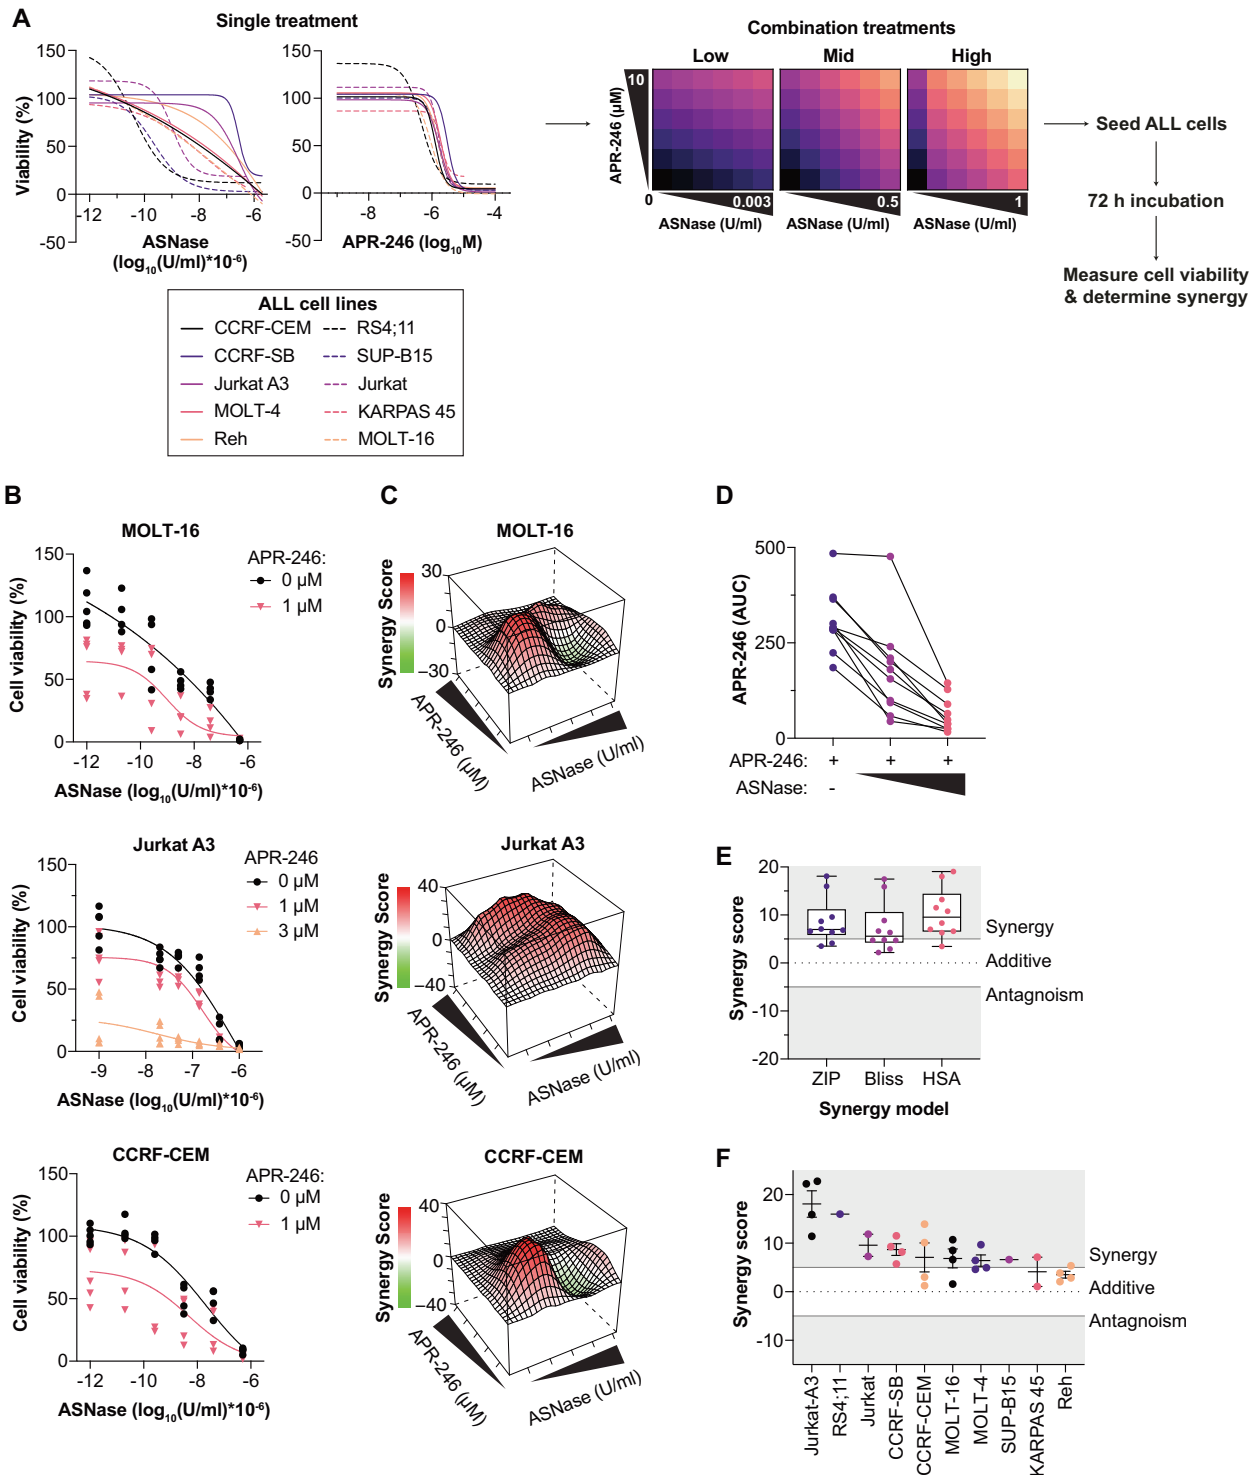 A
Single treatment
Viability (%)
150
100
50
0
-50
-12
-10
-8
-6
ASNase
(log10(U/ml)*10-6)
150
100
50
0
-50
-8
-6
-4
APR-246 (log10M)
Combination treatments
Low
Mid
High
10
APR-246 (µM)
0
0.003
0.5
1
ASNase (U/ml)
ASNase (U/ml)
ASNase (U/ml)
Seed ALL cells
72 h incubation
Measure cell viability
& determine synergy
ALL cell lines
CCRF-CEM
RS4;11
CCRF-SB
SUP-B15
Jurkat A3
Jurkat
MOLT-4
KARPAS 45
Reh
MOLT-16
B
MOLT-16
Cell viability (%)
150
100
50
0
-12
-10
-8
-6
ASNase (log10(U/ml)*10-6)
APR-246:
0 µM
1 µM
Jurkat A3
Cell viability (%)
150
100
50
0
-9
-8
-7
-6
ASNase (log10(U/ml)*10-6)
APR-246
0 µM
1 µM
3 µM
CCRF-CEM
Cell viability (%)
150
100
50
0
-12
-10
-8
-6
ASNase (log10(U/ml)*10-6)
APR-246:
0 µM
1 µM
C
MOLT-16
Synergy Score
30
0
-30
APR-246 (µM)
ASNase (U/ml)
Jurkat A3
Synergy Score
40
0
-40
APR-246 (µM)
ASNase (U/ml)
CCRF-CEM
Synergy Score
40
0
-40
APR-246 (µM)
ASNase (U/ml)
D
APR-246 (AUC)
500
250
0
APR-246:
+
+
+
ASNase:
-
E
Synergy score
20
10
0
-10
-20
Synergy
Additive
Antagnoism
ZIP
Bliss
HSA
Synergy model
F
Synergy score
20
10
0
-10
Synergy
Additive
Antagnoism
Jurkat-A3
RS4;11
Jurkat
CCRF-SB
CCRF-CEM
MOLT-16
MOLT-4
SUP-B15
KARPAS 45
Reh